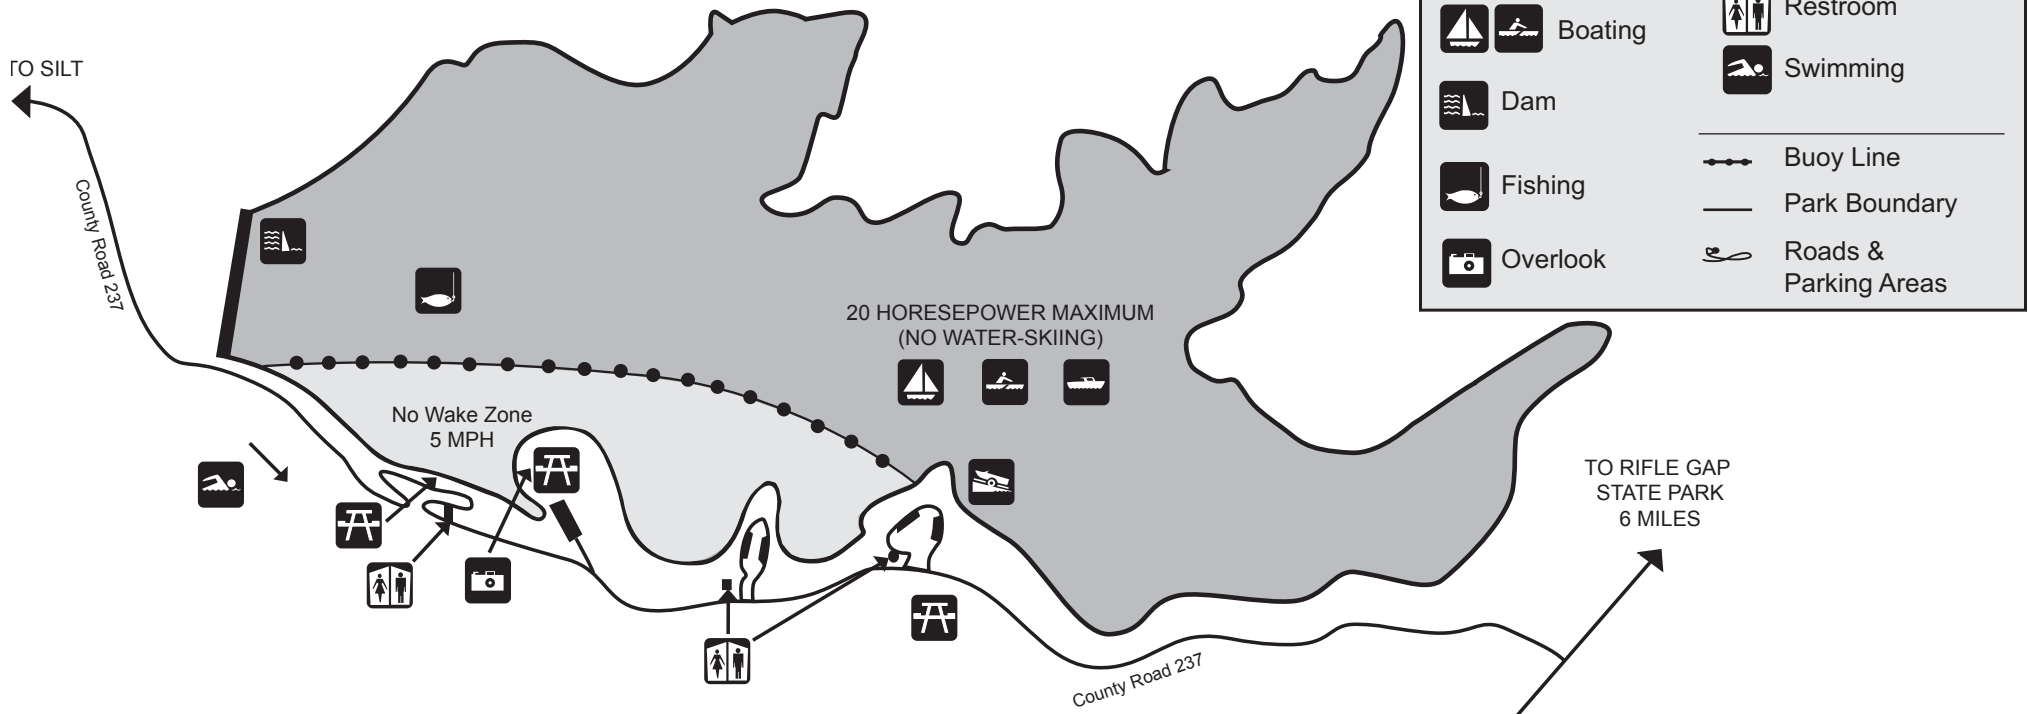 TO SILT
County Road 237
No Wake Zone
5 MPH
20 HORESEPOWER MAXIMUM
(NO WATER-SKIING)
TO RIFLE GAP
STATE PARK
6 MILES
County Road 237
Boating
Dam
Fishing
Overlook
Restroom
Swimming
Buoy Line
Park Boundary
Roads &
Parking Areas